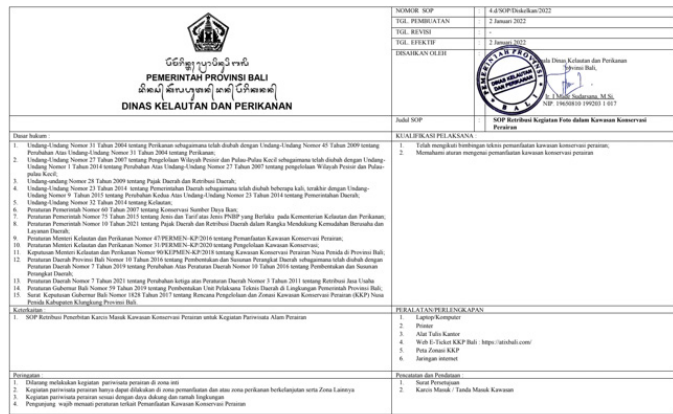 PEMERINTAH PROVINSI BALI
DINAS KELAUTAN DAN PERIKANAN
NOMOR SOP : 4.d/SOP/Diskelkan/2022
TGL. PEMBUATAN : 2 Januari 2022
TGL. REVISI : -
TGL. EFEKTIF : 2 Januari 2022
DISAHKAN OLEH :
Dinas Kelautan dan Perikanan
Provinsi Bali,
PEMERINTAH PROVINSI
DINAS KELAUTAN DAN PERIKANAN
BALI
Ir. I Made Sudarsana, M.Si.
NIP. 19650810 199203 1 017
Judul SOP : SOP Retribusi Kegiatan Foto dalam Kawasan Konservasi
Perairan
Dasar hukum :
1. Undang-Undang Nomor 31 Tahun 2004 tentang Perikanan sebagaimana telah diubah dengan Undang-Undang Nomor 45 Tahun 2009 tentang
Perubahan Atas Undang-Undang Nomor 31 Tahun 2004 tentang Perikanan;
2. Undang-Undang Nomor 27 Tahun 2007 tentang Pengelolaan Wilayah Pesisir dan Pulau-Pulau Kecil sebagaimana telah diubah dengan Undang-
Undang Nomor 1 Tahun 2014 tentang Perubahan Atas Undang-Undang Nomor 27 Tahun 2007 tentang pengelolaan Wilayah Pesisir dan Pulau-
pulau Kecil;
3. Undang-undang Nomor 28 Tahun 2009 tentang Pajak Daerah dan Retribusi Daerah;
4. Undang-Undang Nomor 23 Tahun 2014 tentang Pemerintahan Daerah sebagaimana telah diubah beberapa kali, terakhir dengan Undang-
Undang Nomor 9 Tahun 2015 tentang Perubahan Kedua Atas Undang-Undang Nomor 23 Tahun 2014 tentang Pemerintahan Daerah;
5. Undang-Undang Nomor 32 Tahun 2014 tentang Kelautan;
6. Peraturan Pemerintah Nomor 60 Tahun 2007 tentang Konservasi Sumber Daya Ikan;
7. Peraturan Pemerintah Nomor 75 Tahun 2015 tentang Jenis dan Tarif atas Jenis PNBP yang Berlaku pada Kementerian Kelautan dan Perikanan;
8. Peraturan Pemerintah Nomor 10 Tahun 2021 tentang Pajak Daerah dan Retribusi Daerah dalam Rangka Mendukung Kemudahan Berusaha dan
Layanan Daerah;
9. Peraturan Menteri Kelautan dan Perikanan Nomor 47/PERMEN-KP/2016 tentang Pemanfaatan Kawasan Konservasi Perairan;
10. Peraturan Menteri Kelautan dan Perikanan Nomor 31/PERMEN-KP/2020 tentang Pengelolaan Kawasan Konservasi;
11. Keputusan Menteri Kelautan dan Perikanan Nomor 90/KEPMEN-KP/2018 tentang Kawasan Konservasi Perairan Nusa Penida di Provinsi Bali;
12. Peraturan Daerah Provinsi Bali Nomor 10 Tahun 2016 tentang Pembentukan dan Susunan Perangkat Daerah sebagaimana telah diubah dengan
Peraturan Daerah Nomor 7 Tahun 2019 tentang Perubahan Atas Peraturan Daerah Nomor 10 Tahun 2016 tentang Pembentukan dan Susunan
Perangkat Daerah;
13. Peraturan Daerah Nomor 7 Tahun 2021 tentang Perubahan ketiga atas Peraturan Daerah Nomor 3 Tahun 2011 tentang Retribusi Jasa Usaha
14. Peraturan Gubernur Bali Nomor 59 Tahun 2019 tentang Pembentukan Unit Pelaksana Teknis Daerah di Lingkungan Pemerintah Provinsi Bali;
15. Surat Keputusan Gubernur Bali Nomor 1828 Tahun 2017 tentang Rencana Pengelolaan dan Zonasi Kawasan Konservasi Perairan (KKP) Nusa
Penida Kabupaten Klungkung Provinsi Bali.
KUALIFIKASI PELAKSANA :
1. Telah mengikuti bimbingan teknis pemanfaatan kawasan konservasi perairan;
2. Memahami aturan mengenai pemanfaatan kawasan konservasi perairan
Keterkaitan :
1. SOP Retribusi Penerbitan Karcis Masuk Kawasan Konservasi Perairan untuk Kegiatan Pariwisata Alam Perairan
PERALATAN/PERLENGKAPAN
1. Laptop/Komputer
2. Printer
3. Alat Tulis Kantor
4. Web E-Ticket KKP Bali : https://atixbali.com/
5. Peta Zonasi KKP
6. Jaringan internet
Peringatan :
1. Dilarang melakukan kegiatan pariwisata perairan di zona inti
2. Kegiatan pariwisata perairan hanya dapat dilakukan di zona pemanfaatan dan atau zona perikanan berkelanjutan serta Zona Lainnya
3. Kegiatan pariwisata perairan sesuai dengan daya dukung dan ramah lingkungan
4. Pengunjung wajib menaati peraturan terkait Pemanfaatan Kawasan Konservasi Perairan
Pencatatan dan Pendataan :
1. Surat Persetujuan
2. Karcis Masuk / Tanda Masuk Kawasan